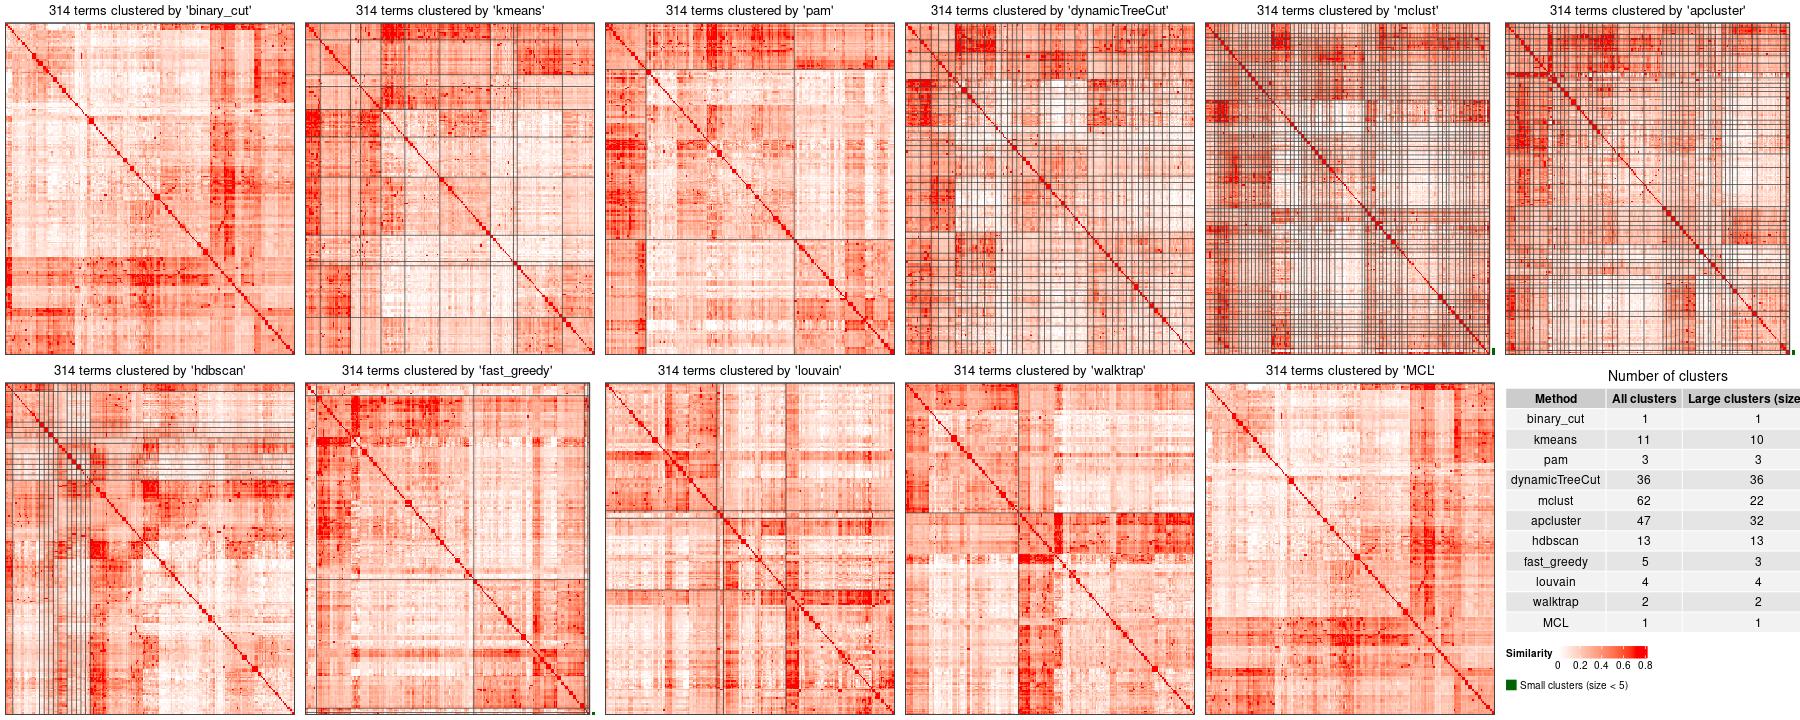 314 terms clustered by 'binary_cut'
314 terms clustered by 'kmeans'
314 terms clustered by 'pam'
314 terms clustered by 'dynamicTreeCut'
314 terms clustered by 'mclust'
314 terms clustered by 'apcluster'
314 terms clustered by 'hdbscan'
314 terms clustered by 'fast_greedy'
314 terms clustered by 'louvain'
314 terms clustered by 'walktrap'
314 terms clustered by 'MCL'
Number of clusters
Method All clusters Large clusters (size
binary_cut 1 1
kmeans 11 10
pam 3 3
dynamicTreeCut 36 36
mclust 62 22
apcluster 47 32
hdbscan 13 13
fast_greedy 5 3
louvain 4 4
walktrap 2 2
MCL 1 1
Similarity
0 0.2 0.4 0.6 0.8
Small clusters (size < 5)